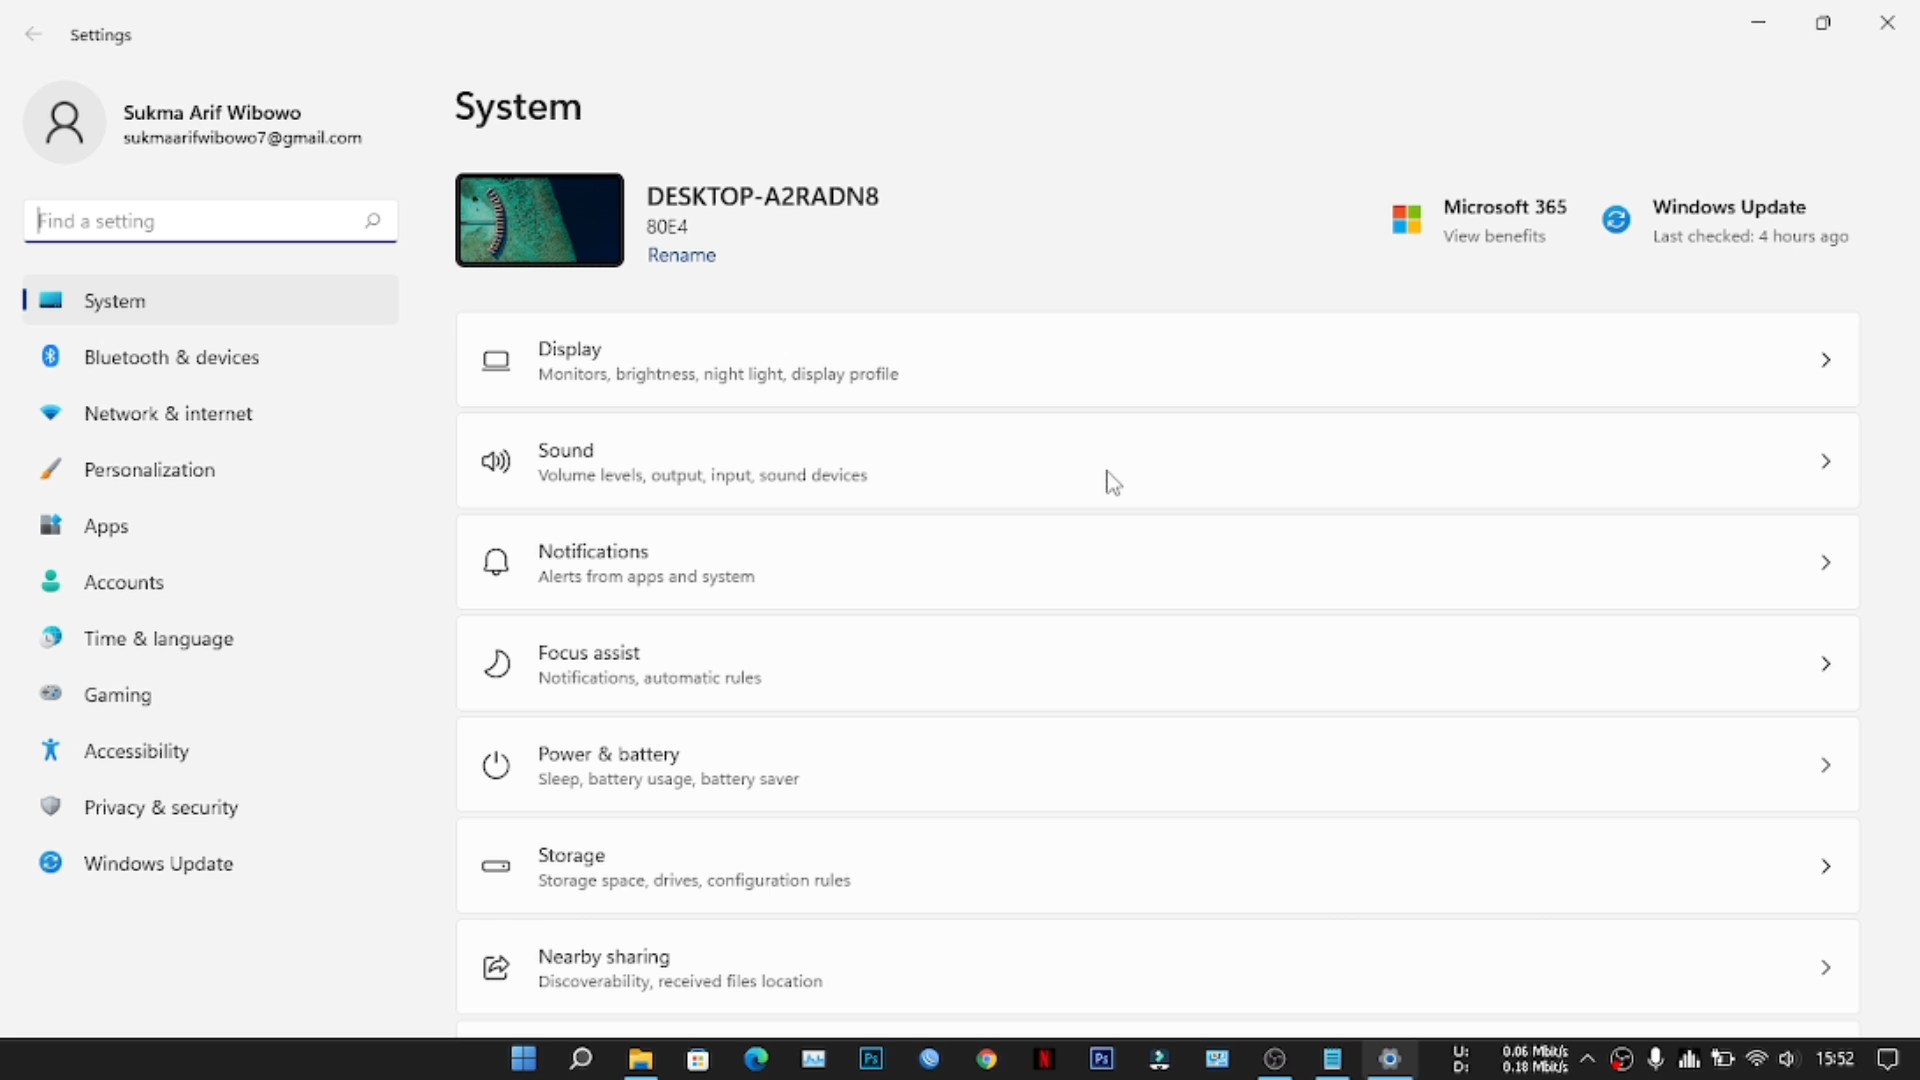 Settings
Sukma Arif Wibowo
sukmaarifwibowo7@gmail.com
Find a setting
System
Bluetooth & devices
Network & internet
Personalization
Apps
Accounts
Time & language
Gaming
Accessibility
Privacy & security
Windows Update
System
DESKTOP-A2RADN8
80E4
Rename
Microsoft 365
View benefits
Windows Update
Last checked: 4 hours ago
Display
Monitors, brightness, night light, display profile
Sound
Volume levels, output, input, sound devices
Notifications
Alerts from apps and system
Focus assist
Notifications, automatic rules
Power & battery
Sleep, battery usage, battery saver
Storage
Storage space, drives, configuration rules
Nearby sharing
Discoverability, received files location
Ps
N
Ps
U: 0.06 Mbit/s
D: 0.18 Mbit/s
15:52